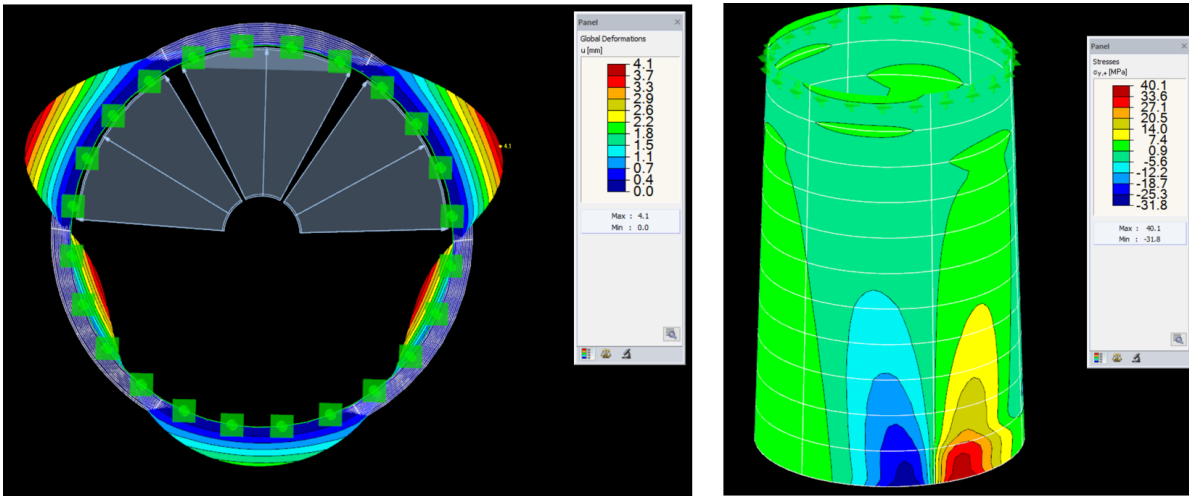 Panel
Global Deformations
u [mm]
4.1
3.7
3.3
2.9
2.6
2.2
1.8
1.5
1.1
0.7
0.4
0.0
Max : 4.1
Min : 0.0
4.1
Panel
Stresses
σy,+ [MPa]
40.1
33.6
27.1
20.5
14.0
7.4
0.9
-5.6
-12.2
-18.7
-25.3
-31.8
Max : 40.1
Min : -31.8